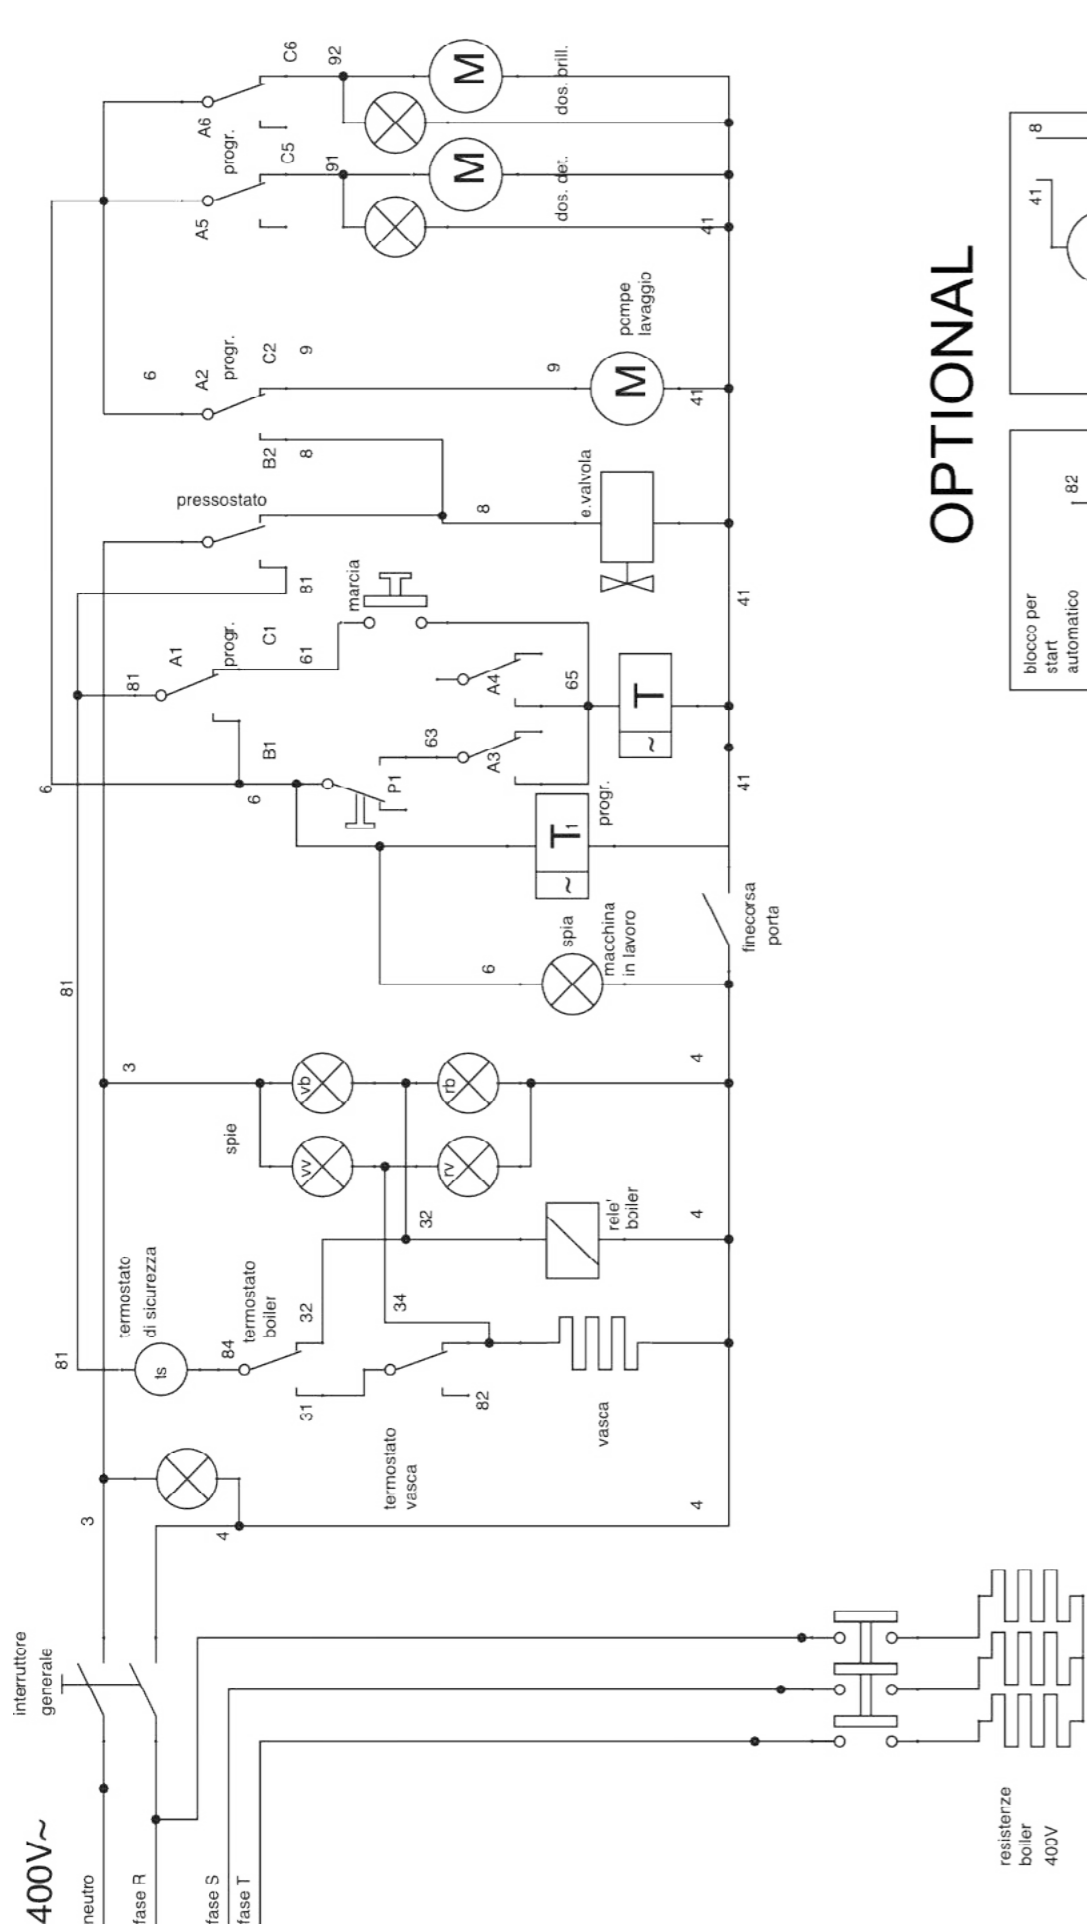 400V~
neutro
fase R
fase S
fase T
interruttore
generale
3
4
4
81
termostato
di sicurezza
ts
84
termostato
boiler
32
31
termostato
vasca
82
34
32
vasca
rele'
boiler
4
spie
vv
vb
rv
rb
3
4
81
6
spia
macchina
in lavoro
finecorsa
porta
6
6
B1
P1
63
A3
T1
~
progr.
41
81
A1
progr.
C1
61
marcia
A4
65
T
~
41
81
pressostato
8
e.valvola
B2
8
6
A2
progr.
C2
9
9
pompe
lavaggio
M
41
A5
progr.
C5
91
M
dos. det.
41
A6
C6
92
M
dos. brill.
resistenze
boiler
400V
OPTIONAL
blocco per
start
automatico
82
41
8